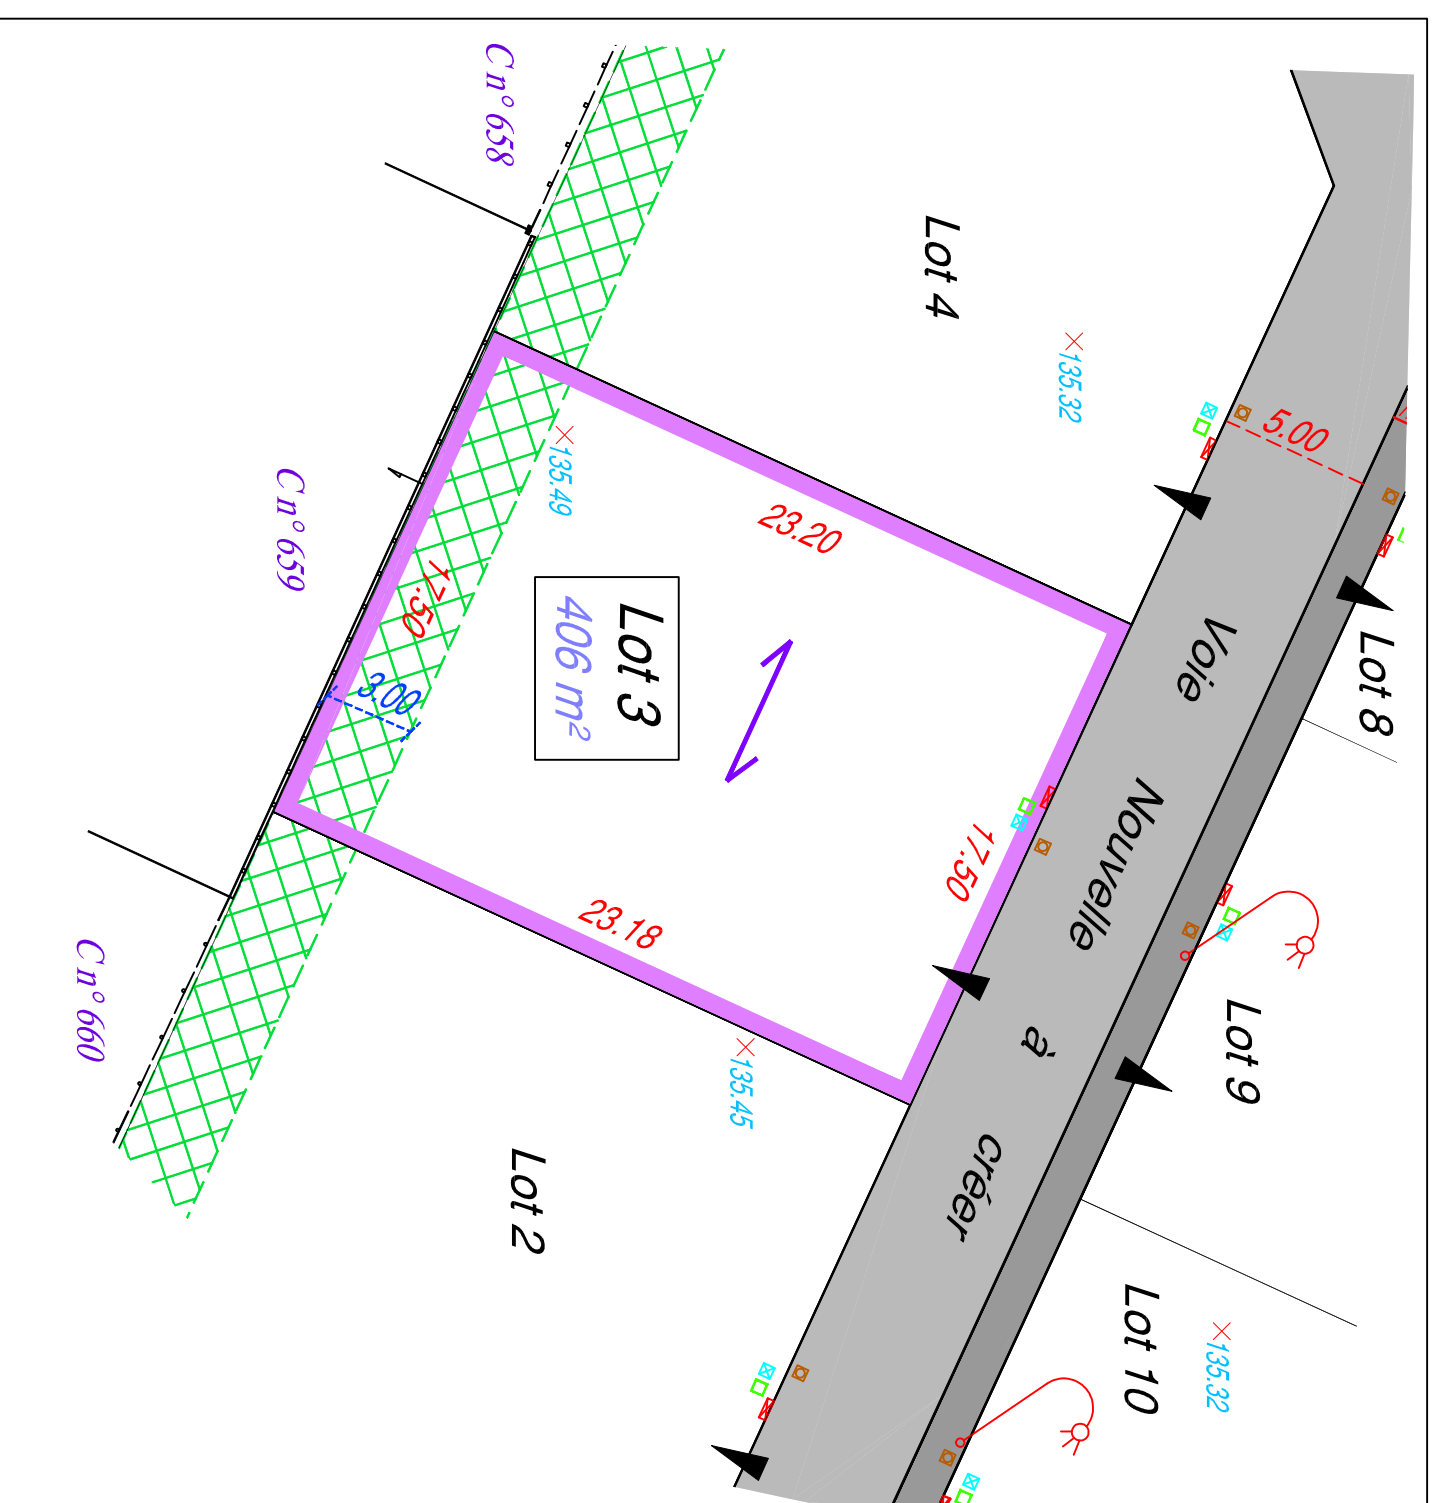 C n° 658
Lot 4
135.32
5.00
135.49
23.20
C n° 659
17.50
3.00
Lot 3
406 m²
Voie Nouvelle à créer
Lot 8
17.50
23.18
C n° 660
135.45
Lot 9
Lot 2
Lot 10
135.32